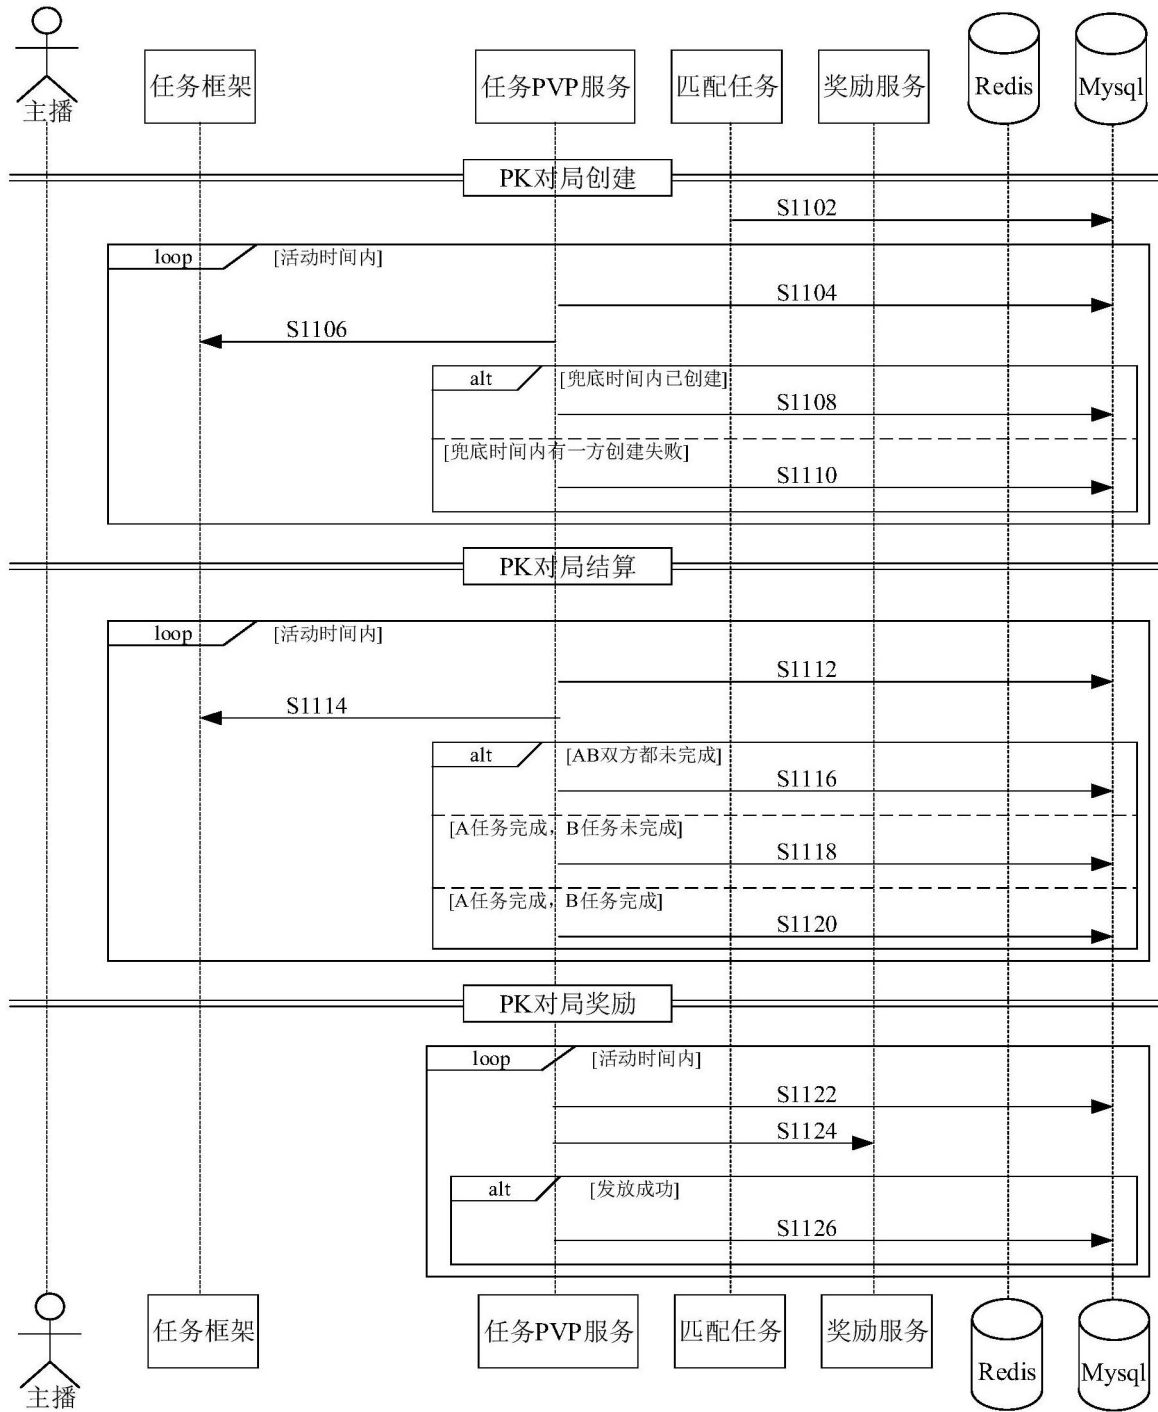 主播
任务框架
任务PVP服务
匹配任务
奖励服务
Redis
Mysql
PK对局创建
S1102
loop
[活动时间内]
S1104
S1106
alt
[兜底时间内已创建]
S1108
[兜底时间内有一方创建失败]
S1110
PK对局结算
loop
[活动时间内]
S1112
S1114
alt
[AB双方都未完成]
S1116
[A任务完成，B任务未完成]
S1118
[A任务完成，B任务完成]
S1120
PK对局奖励
loop
[活动时间内]
S1122
S1124
alt
[发放成功]
S1126
主播
任务框架
任务PVP服务
匹配任务
奖励服务
Redis
Mysql